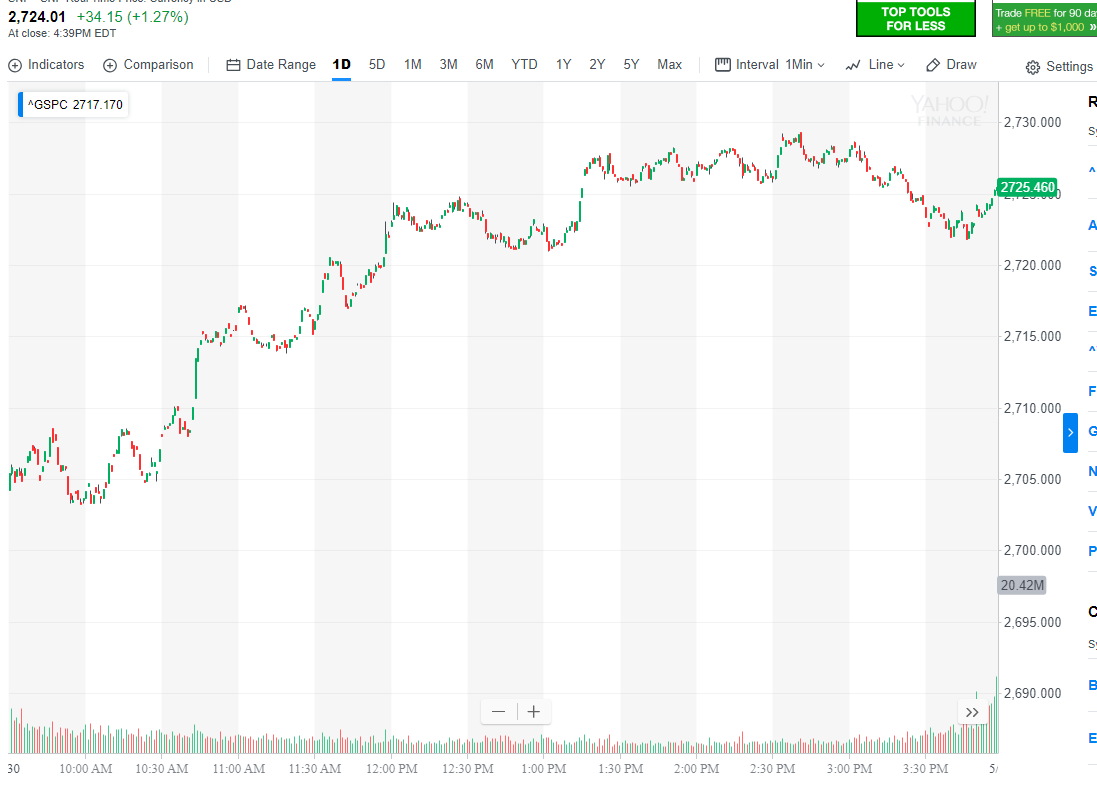 2,724.01 +34.15 (+1.27%)
At close: 4:39PM EDT
TOP TOOLS
FOR LESS
Trade FREE for 90 da
+ get up to $1,000 »
Indicators Comparison Date Range 1D 5D 1M 3M 6M YTD 1Y 2Y 5Y Max Interval 1Min Line Draw Settings
^GSPC 2717.170
YAHOO!
FINANCE
2,730.000
2725.460
2,720.000
2,715.000
2,710.000
2,705.000
2,700.000
20.42M
2,695.000
2,690.000
30 10:00 AM 10:30 AM 11:00 AM 11:30 AM 12:00 PM 12:30 PM 1:00 PM 1:30 PM 2:00 PM 2:30 PM 3:00 PM 3:30 PM 5/
R
Sy
^
A
S
E
^
F
G
N
V
P
C
Sy
B
E